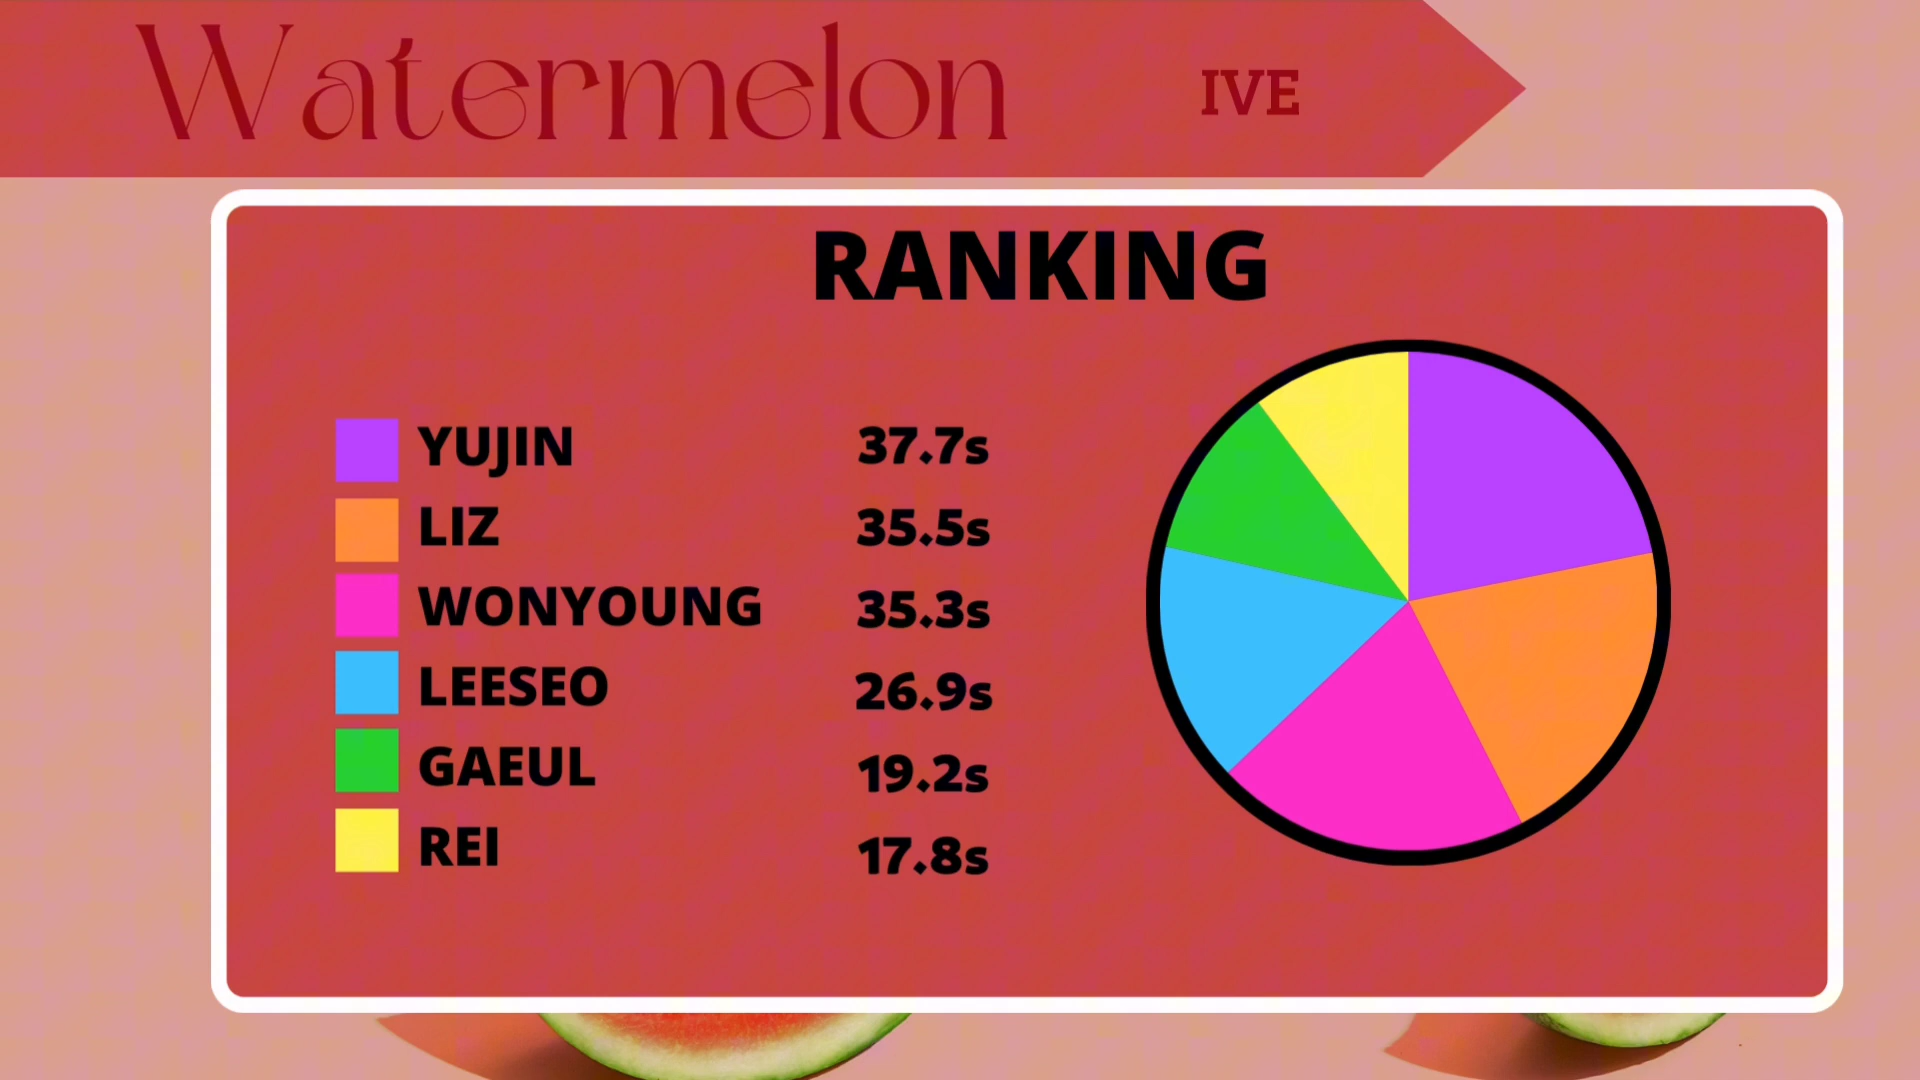 Watermelon IVE
RANKING
YUJIN 37.7s
LIZ 35.5s
WONYOUNG 35.3s
LEESEO 26.9s
GAEUL 19.2s
REI 17.8s